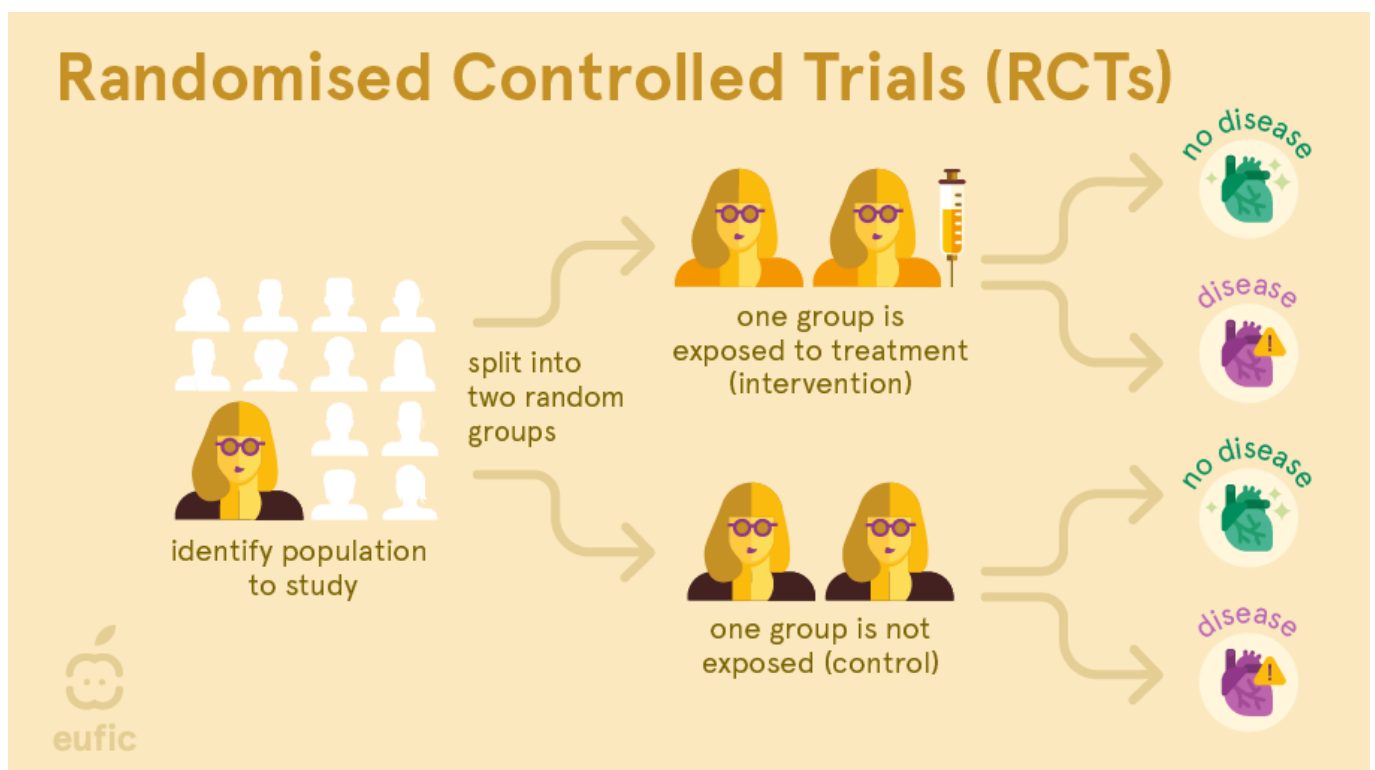 Randomised Controlled Trials (RCTs)
identify population
to study
split into
two random
groups
one group is
exposed to treatment
(intervention)
no disease
disease
one group is not
exposed (control)
no disease
disease
eufic